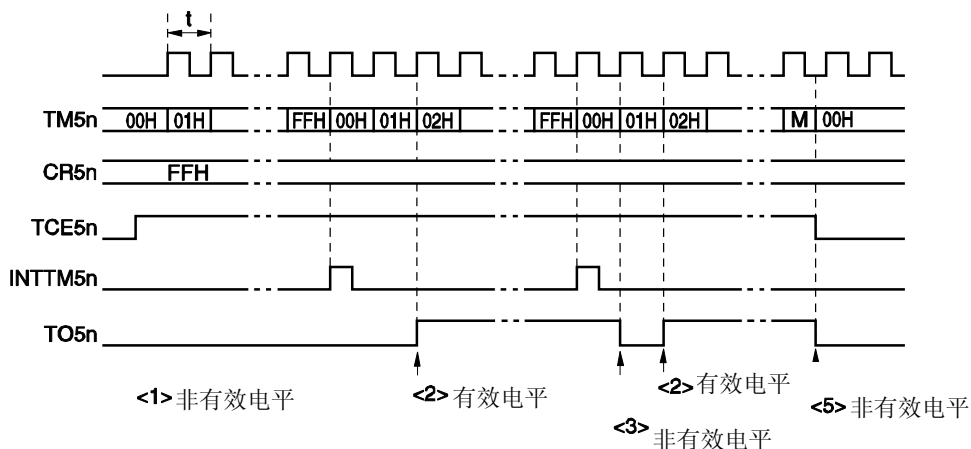 t
TM5n 00H 01H FFH 00H 01H 02H FFH 00H 01H 02H M 00H
CR5n FFH
TCE5n
INTTM5n
TO5n
<1> 非有效电平 <2> 有效电平 <2> 有效电平 <5> 非有效电平
<3> 非有效电平